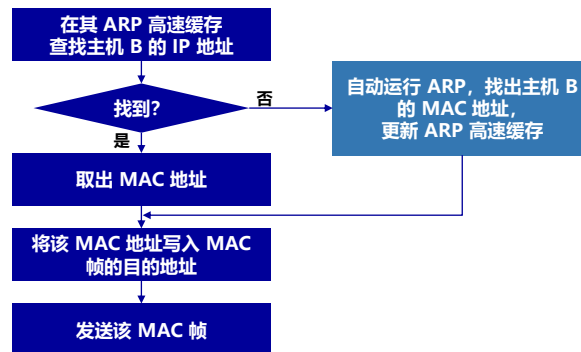 在其 ARP 高速缓存
查找主机 B 的 IP 地址
找到？
否
自动运行 ARP，找出主机 B
的 MAC 地址，
更新 ARP 高速缓存
是
取出 MAC 地址
将该 MAC 地址写入 MAC
帧的目的地址
发送该 MAC 帧